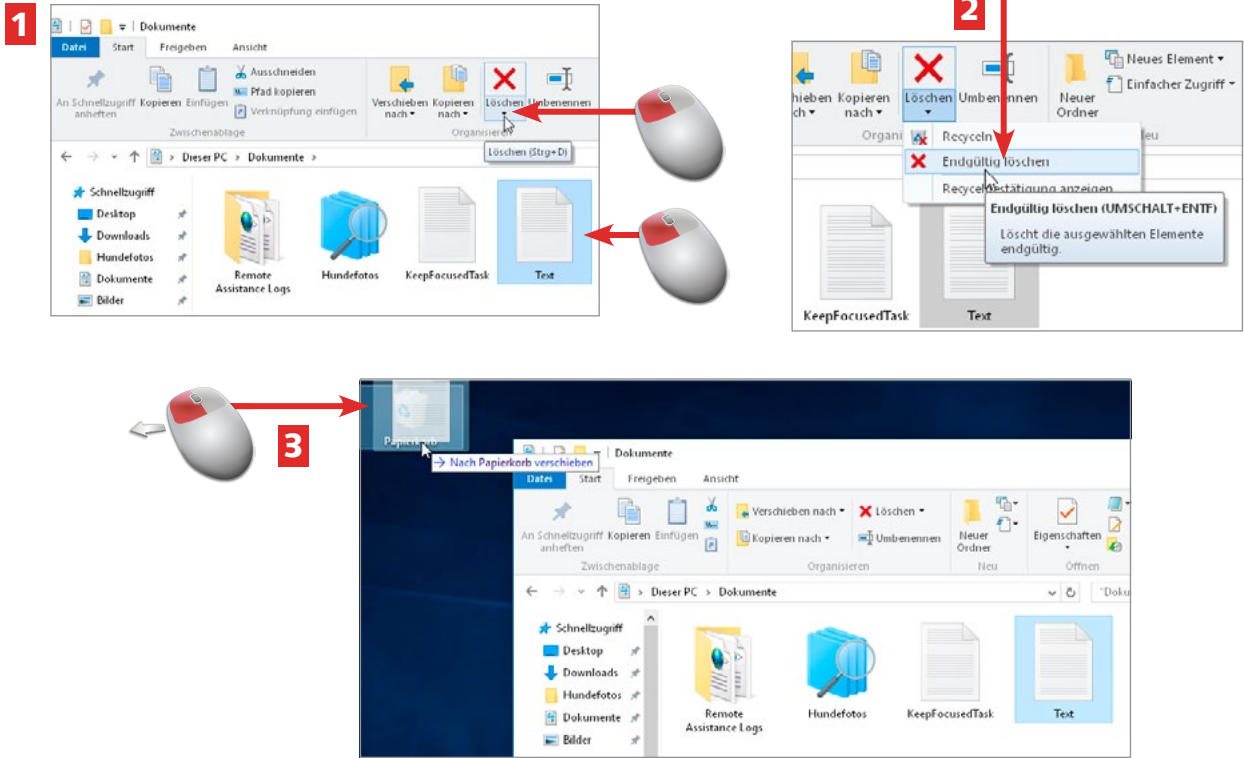 1
Dokumente
Datei Start Freigeben Ansicht
An Schnellzugriff anheften
Kopieren
Einfügen
Ausschneiden
Pfad kopieren
Verknüpfung einfügen
Zwischenablage
Verschieben nach
Kopieren nach
Löschen
Umbenennen
Organisieren
Löschen (Strg+D)
Dieser PC > Dokumente >
Schnellzugriff
Desktop
Downloads
Hundefotos
Dokumente
Bilder
Remote
Assistance Logs
Hundefotos
KeepFocusedTask
Text
2
Kopieren
nach
Löschen
Umbenennen
Neuer
Ordner
Neues Element
Einfacher Zugriff
Recyceln
Endgültig löschen
anzeigen
Endgültig löschen (UMSCHALT+ENTF)
Löscht die ausgewählten Elemente
endgültig.
KeepFocusedTask
Text
3
Papierkorb
→ Nach Papierkorb verschieben
Dokumente
Datei Start Freigeben Ansicht
An Schnellzugriff
anheften
Kopieren
Einfügen
Zwischenablage
Verschieben nach
Kopieren nach
Löschen
Umbenennen
Organisieren
Neuer
Ordner
Neu
Eigenschaften
Öffnen
Dieser PC > Dokumente
"Doku
Schnellzugriff
Desktop
Downloads
Hundefotos
Dokumente
Bilder
Remote
Assistance Logs
Hundefotos
KeepFocusedTask
Text